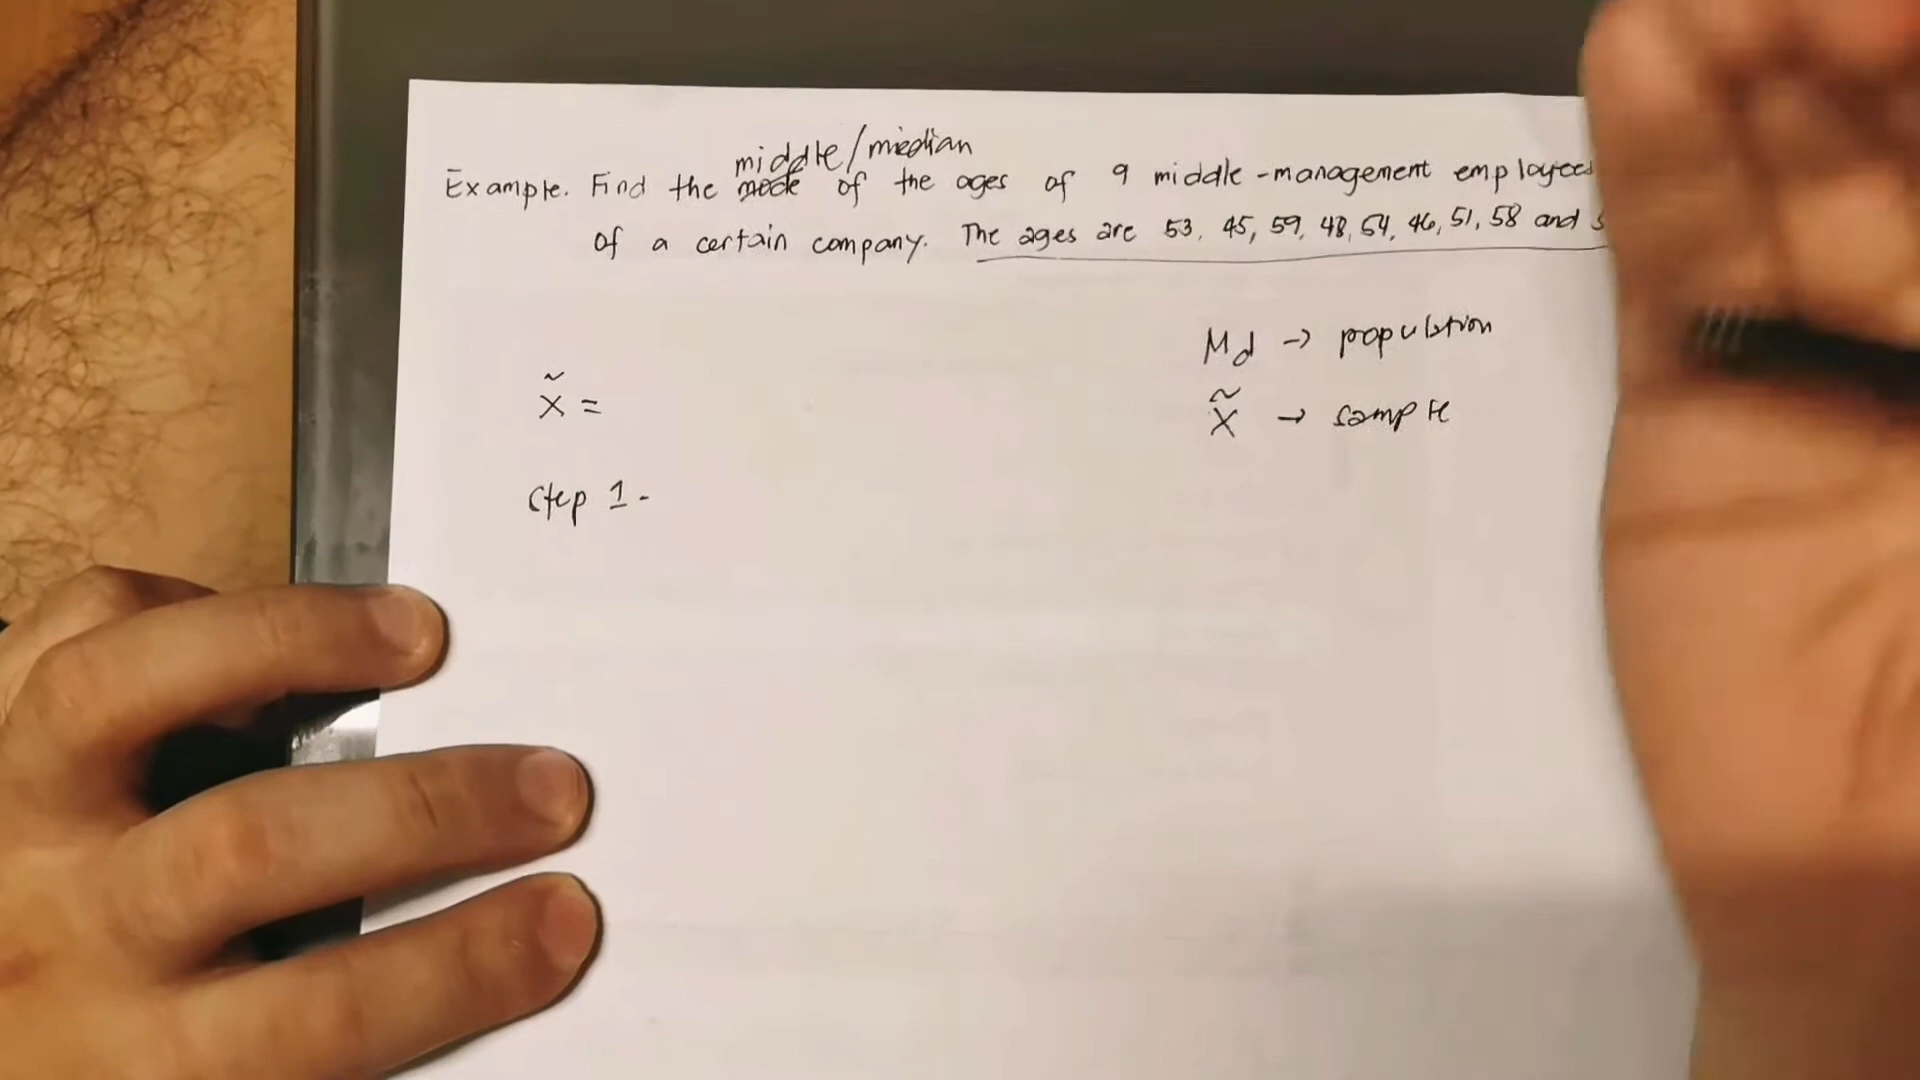 middle/median
Example. Find the mode of the ages of 9 middle-management employees
of a certain company. The ages are 53, 45, 59, 48, 54, 46, 51, 58 and
Md → population
x̃ =
X̃ → sample
Step 1.